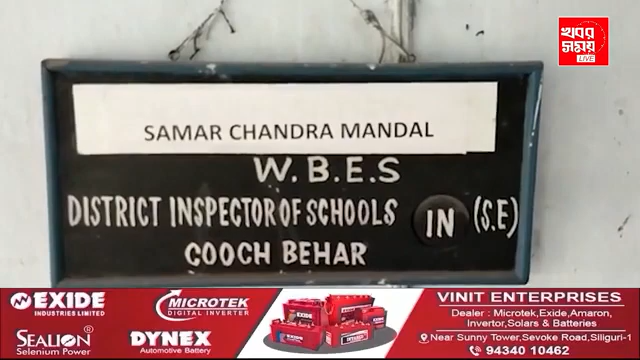 খবর
সময়
LIVE
SAMAR CHANDRA MANDAL
W.B.E.S
DISTRICT INSPECTOR OF SCHOOLS IN (S.E)
COOCH BEHAR
EXIDE
INDUSTRIES LIMITED
MICROTEK
DIGITAL INVERTER
SEALION®
Selenium Power
DYNEX
Automotive Battery
VINIT ENTERPRISES
Dealer : Microtek,Exide,Amaron,
Invertor,Solars & Batteries
Near Sunny Tower,Sevoke Road,Siliguri-1
94340 10462